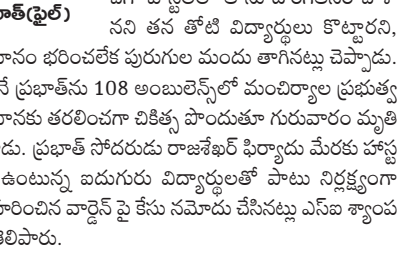 హాత్(ఫైల్)
నని తన తోటి విద్యార్థులు కొట్టారని,
మానం భరించలేక పురుగుల మందు తాగినట్లు చెప్పాడు.
నే ప్రభాత్‌ను 108 అంబులెన్స్‌లో మంచిర్యాల ప్రభుత్వ
నకు తరలించగా చికిత్స పొందుతూ గురువారం మృతి
డు. ప్రభాత్ సోదరుడు రాజశేఖర్ ఫిర్యాదు మేరకు హాస్ట
ఉంటున్న ఐదుగురు విద్యార్థులతో పాటు నిర్లక్ష్యంగా
హరించిన వార్డెన్ పై కేసు నమోదు చేసినట్లు ఎస్ఐ శ్యాంప
తెలిపారు.